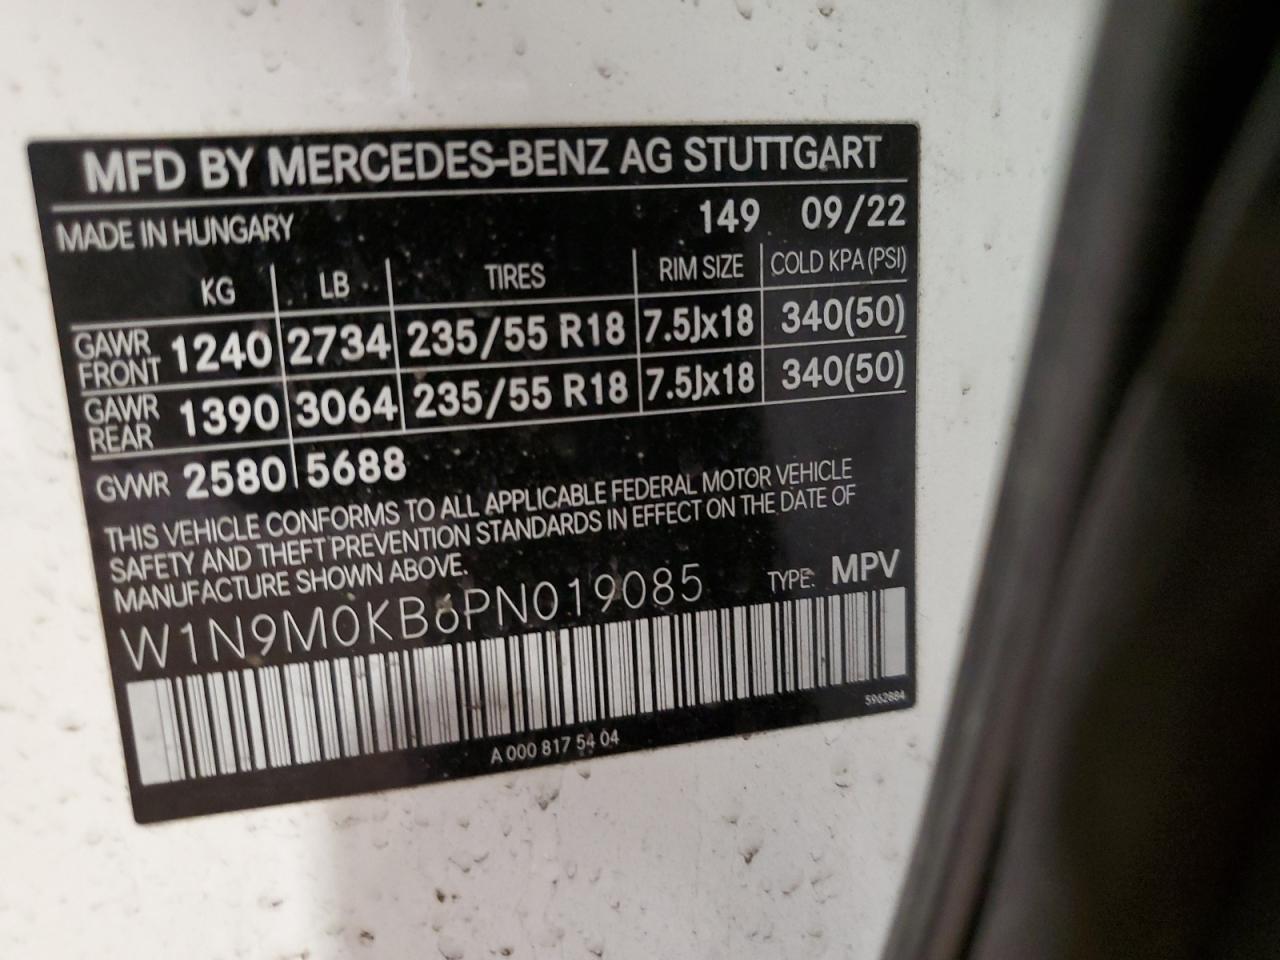 MFD BY MERCEDES-BENZ AG STUTTGART
MADE IN HUNGARY 149 09/22
KG LB TIRES RIM SIZE COLD KPA (PSI)
GAWR FRONT 1240 2734 235/55 R18 7.5Jx18 340(50)
GAWR REAR 1390 3064 235/55 R18 7.5Jx18 340(50)
GVWR 2580 5688
THIS VEHICLE CONFORMS TO ALL APPLICABLE FEDERAL MOTOR VEHICLE
SAFETY AND THEFT PREVENTION STANDARDS IN EFFECT ON THE DATE OF
MANUFACTURE SHOWN ABOVE.
W1N9M0KB6PN019085 TYPE: MPV
5962884
A 000 817 54 04